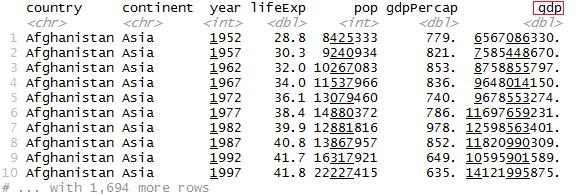 country continent year lifeExp pop gdpPercap gdp
<chr> <chr> <int> <dbl> <int> <dbl> <dbl>
1 Afghanistan Asia 1952 28.8 8425333 779. 6567086330.
2 Afghanistan Asia 1957 30.3 9240934 821. 7585448670.
3 Afghanistan Asia 1962 32.0 10267083 853. 8758855797.
4 Afghanistan Asia 1967 34.0 11537966 836. 9648014150.
5 Afghanistan Asia 1972 36.1 13079460 740. 9678553274.
6 Afghanistan Asia 1977 38.4 14880372 786. 11697659231.
7 Afghanistan Asia 1982 39.9 12881816 978. 12598563401.
8 Afghanistan Asia 1987 40.8 13867957 852. 11820990309.
9 Afghanistan Asia 1992 41.7 16317921 649. 10595901589.
10 Afghanistan Asia 1997 41.8 22227415 635. 14121995875.
# ... with 1,694 more rows